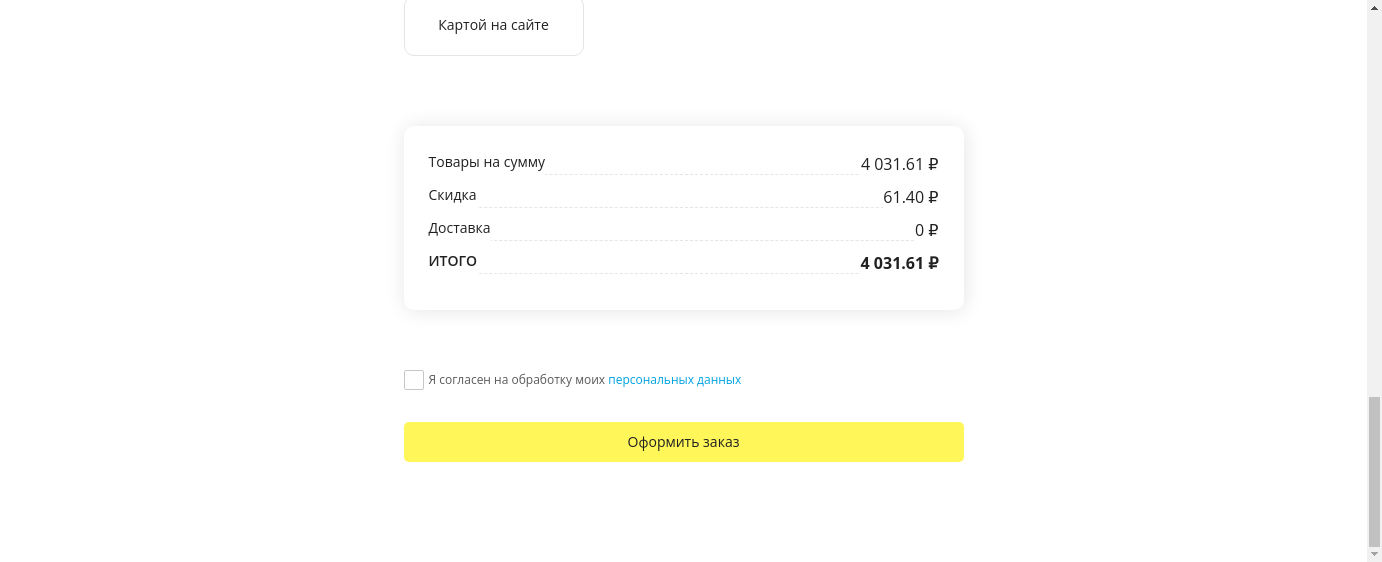 Картой на сайте
Товары на сумму 4 031.61 ₽
Скидка 61.40 ₽
Доставка 0 ₽
ИТОГО 4 031.61 ₽
Я согласен на обработку моих персональных данных
Оформить заказ